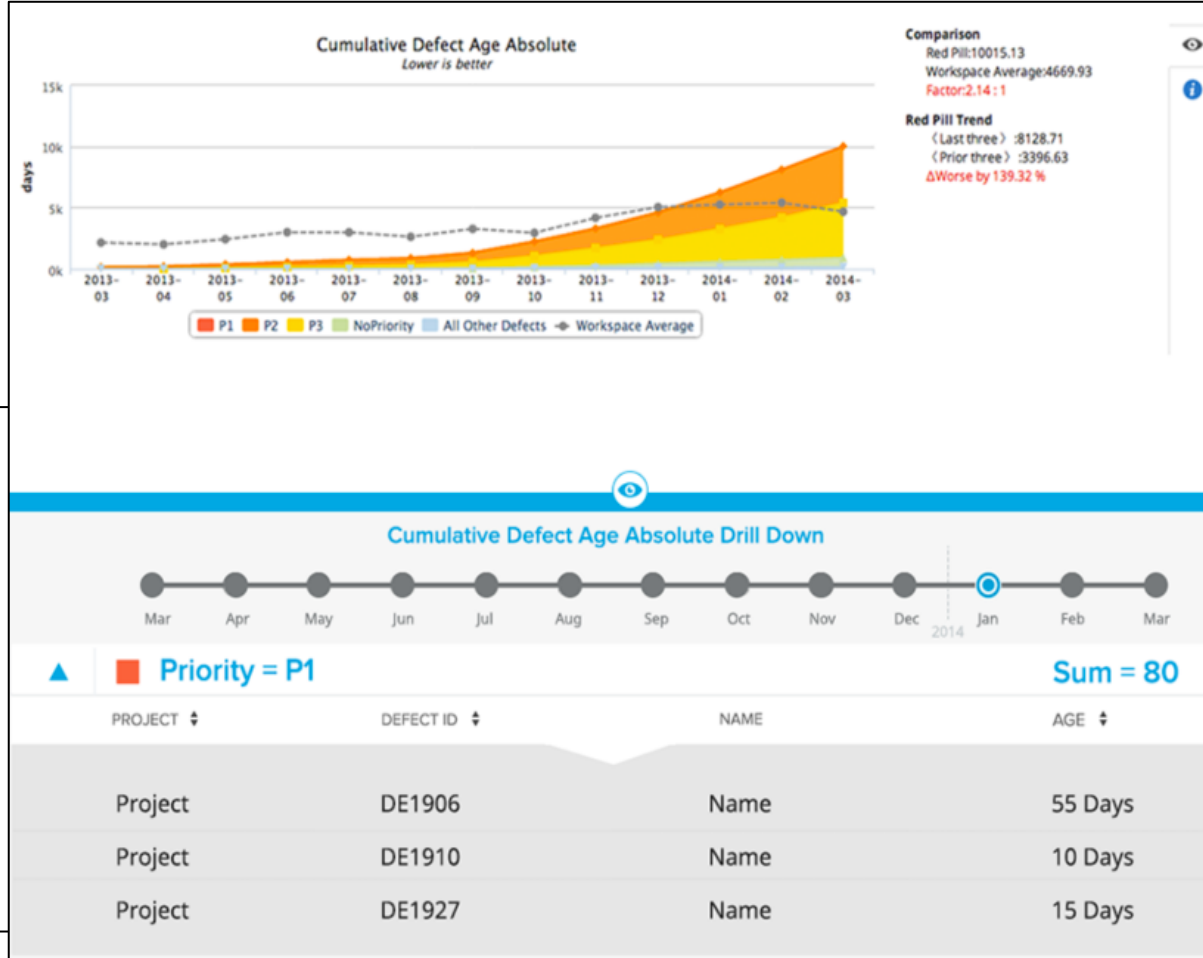 Cumulative Defect Age Absolute
Lower is better
15k
10k
5k
0k
days
2013-03 2013-04 2013-05 2013-06 2013-07 2013-08 2013-09 2013-10 2013-11 2013-12 2014-01 2014-02 2014-03
P1 P2 P3 NoPriority All Other Defects Workspace Average
Comparison
Red Pill:10015.13
Workspace Average:4669.93
Factor:2.14 : 1
Red Pill Trend
〈Last three〉:8128.71
〈Prior three〉:3396.63
ΔWorse by 139.32 %
i
Cumulative Defect Age Absolute Drill Down
Mar Apr May Jun Jul Aug Sep Oct Nov Dec 2014 Jan Feb Mar
Priority = P1 Sum = 80
PROJECT DEFECT ID NAME AGE
Project DE1906 Name 55 Days
Project DE1910 Name 10 Days
Project DE1927 Name 15 Days